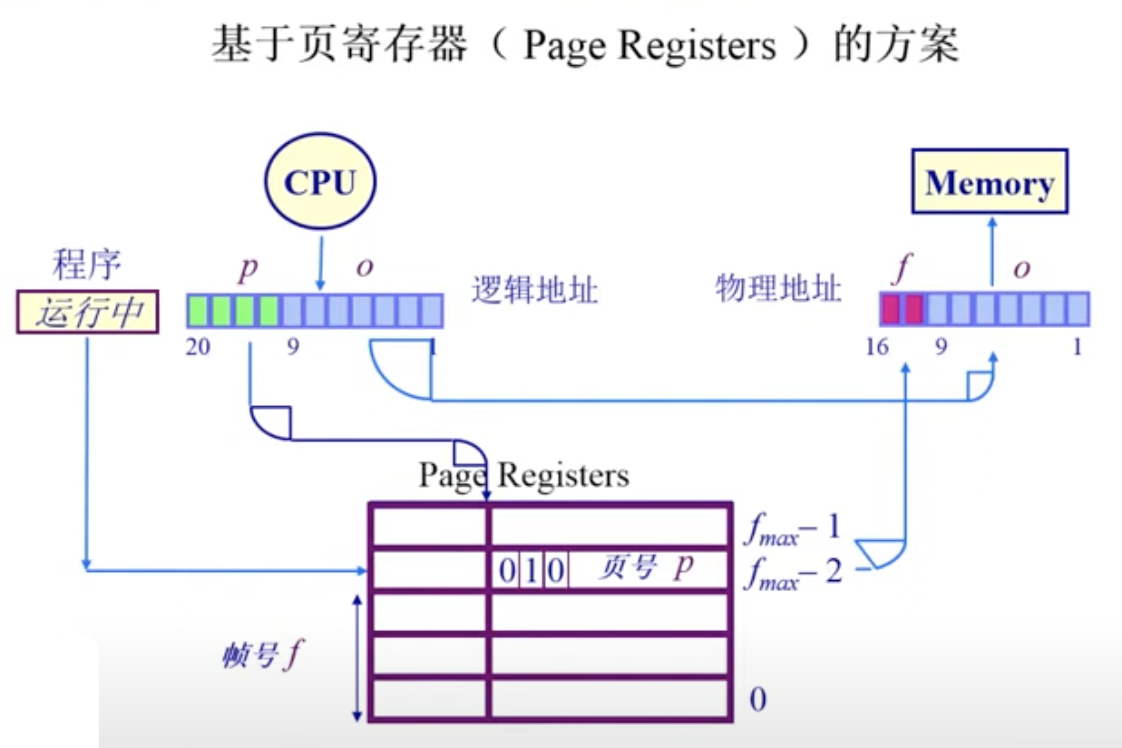 基于页寄存器（ Page Registers ）的方案
CPU
Memory
程序
p
o
逻辑地址
物理地址
f
o
运行中
20
9
1
16
9
1
Page Registers
f max – 1
0 1 0 页号 p
f max – 2
帧号 f
0